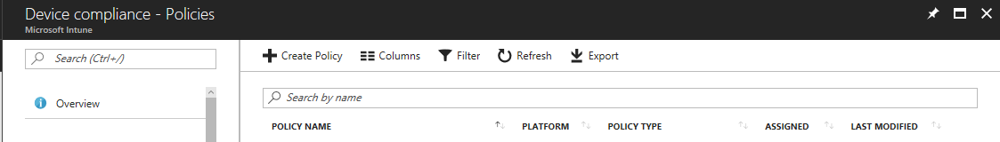 Device compliance - Policies
Microsoft Intune
Search (Ctrl+/)
Overview
Create Policy Columns Filter Refresh Export
Search by name
POLICY NAME PLATFORM POLICY TYPE ASSIGNED LAST MODIFIED